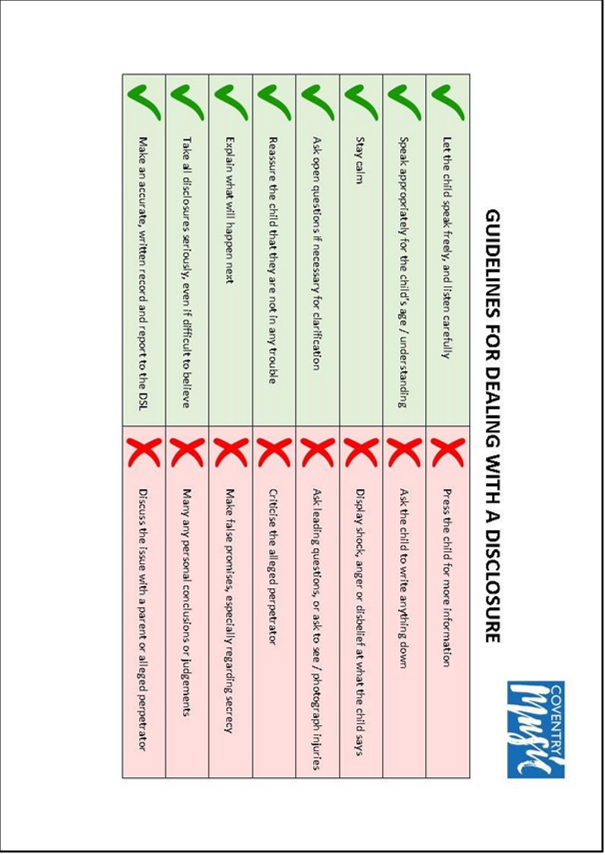 COVENTRY
Music
GUIDELINES FOR DEALING WITH A DISCLOSURE
Let the child speak freely, and listen carefully
Press the child for more information
Speak appropriately for the child's age / understanding
Ask the child to write anything down
Stay calm
Display shock, anger or disbelief at what the child says
Ask open questions if necessary for clarification
Ask leading questions, or ask to see / photograph injuries
Reassure the child that they are not in any trouble
Criticise the alleged perpetrator
Explain what will happen next
Make false promises, especially regarding secrecy
Take all disclosures seriously, even if difficult to believe
Many any personal conclusions or judgements
Make an accurate, written record and report to the DSL
Discuss the issue with a parent or alleged perpetrator